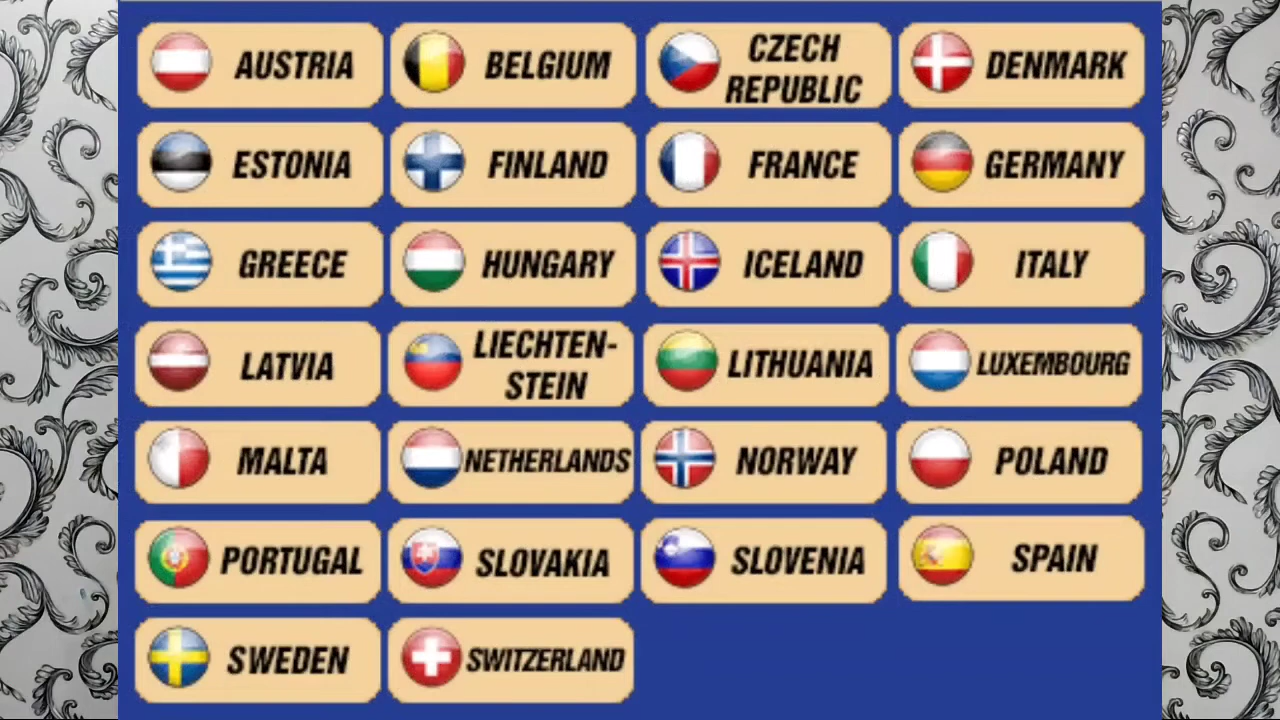 AUSTRIA
BELGIUM
CZECH
REPUBLIC
DENMARK
ESTONIA
FINLAND
FRANCE
GERMANY
GREECE
HUNGARY
ICELAND
ITALY
LATVIA
LIECHTEN-
STEIN
LITHUANIA
LUXEMBOURG
MALTA
NETHERLANDS
NORWAY
POLAND
PORTUGAL
SLOVAKIA
SLOVENIA
SPAIN
SWEDEN
SWITZERLAND